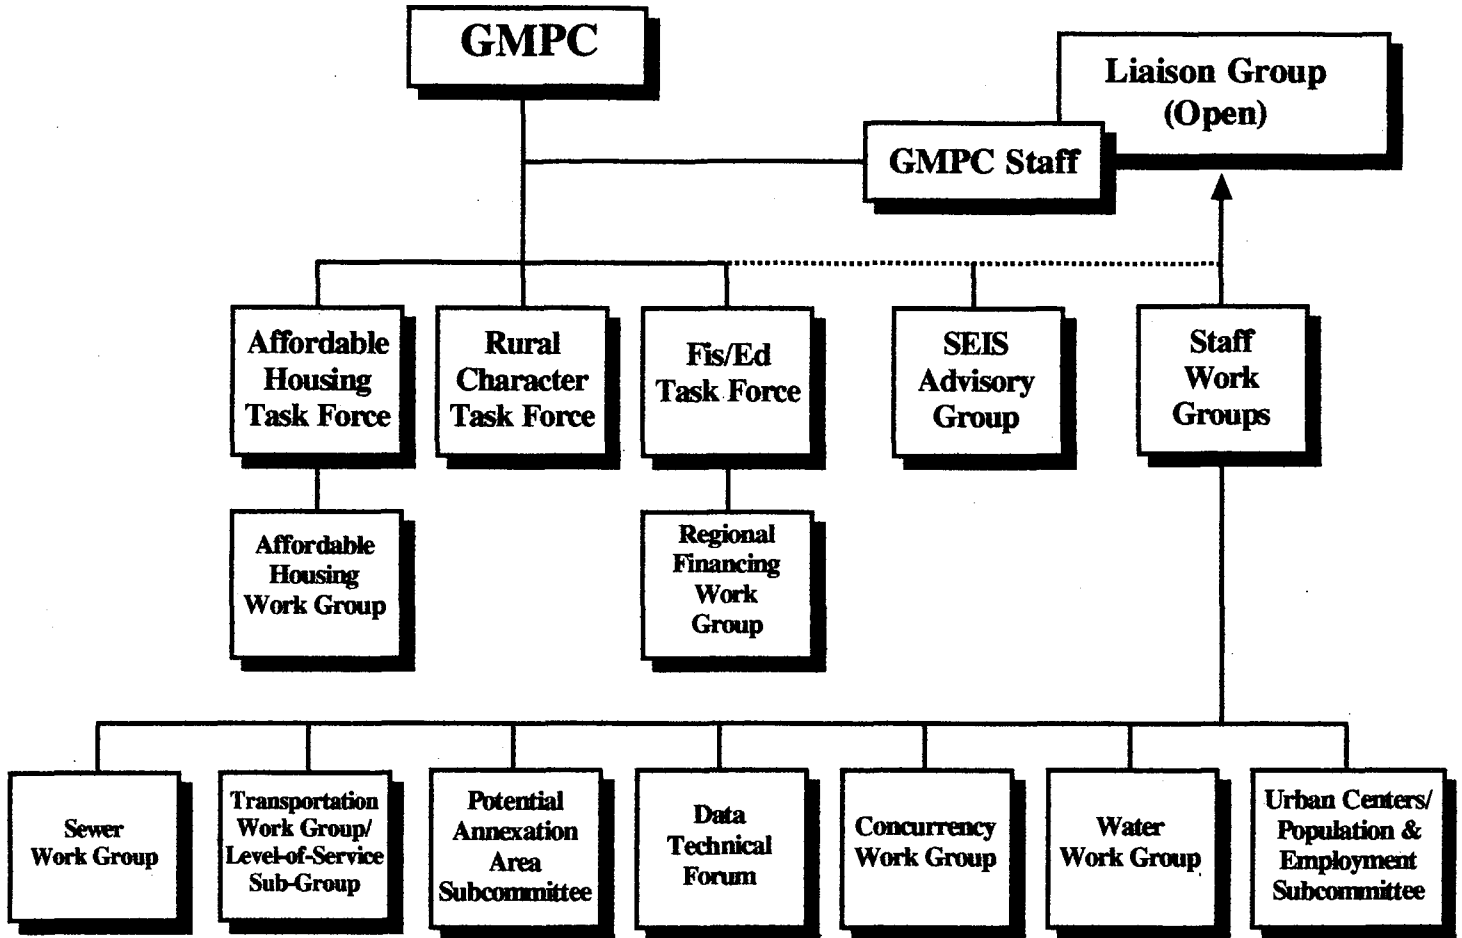 GMPC
Liaison Group
(Open)
GMPC Staff
Affordable
Housing
Task Force
Rural
Character
Task Force
Fis/Ed
Task Force
SEIS
Advisory
Group
Staff
Work
Groups
Affordable
Housing
Work Group
Regional
Financing
Work
Group
Sewer
Work Group
Transportation
Work Group/
Level-of-Service
Sub-Group
Potential
Annexation
Area
Subcommittee
Data
Technical
Forum
Concurrency
Work Group
Water
Work Group
Urban Centers/
Population &
Employment
Subcommittee